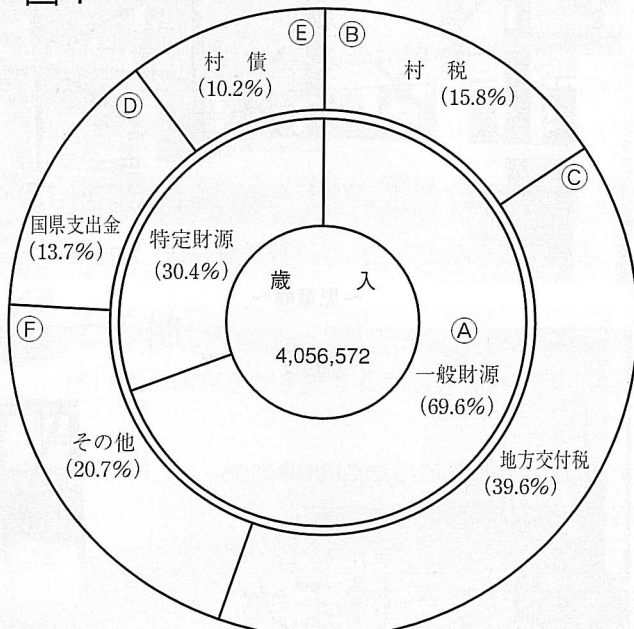 図1
Ⓔ
Ⓑ
村債
(10.2%)
村税
(15.8%)
Ⓓ
Ⓒ
国県支出金
(13.7%)
特定財源
(30.4%)
歳入
4,056,572
Ⓐ
一般財源
(69.6%)
Ⓕ
その他
(20.7%)
地方交付税
(39.6%)